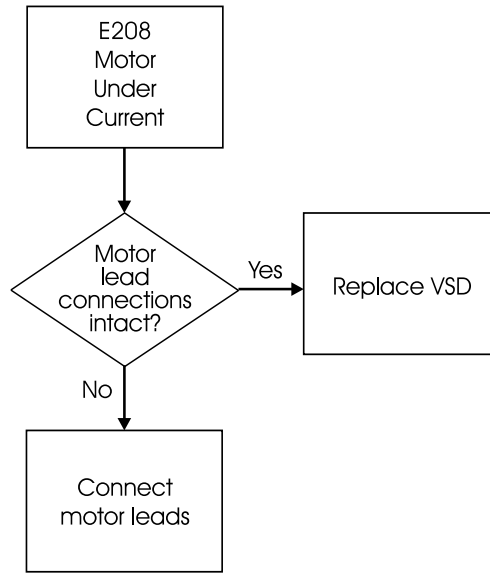 E208
Motor
Under
Current
Motor
lead
connections
intact?
Yes
Replace VSD
No
Connect
motor leads